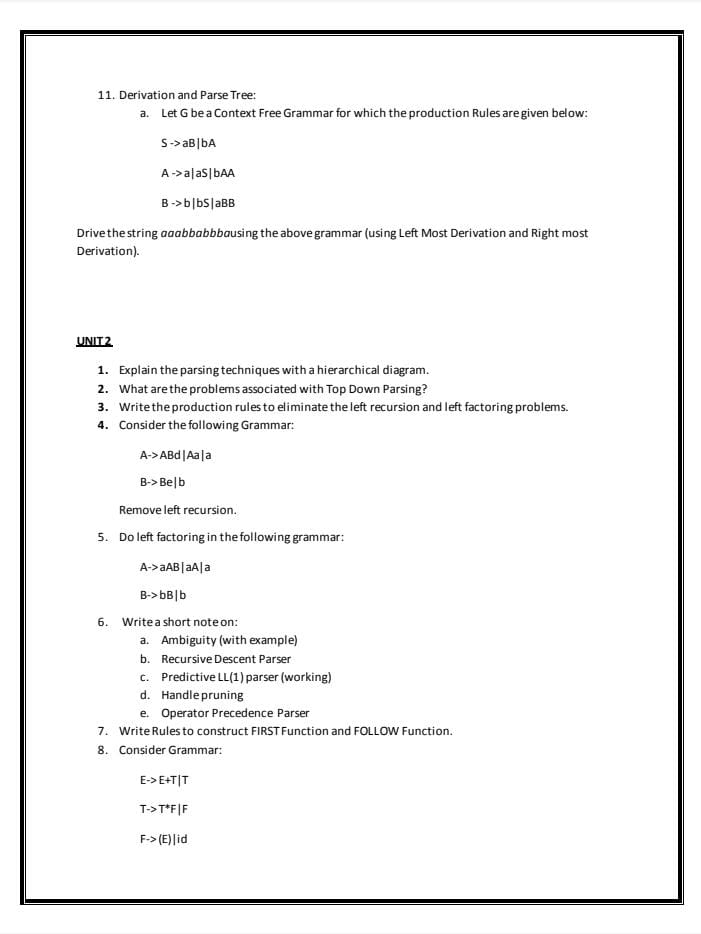 11. Derivation and Parse Tree:
a. Let G be a Context Free Grammar for which the production Rules are given below:
S -> aB|bA
A -> a|aS|bAA
B -> b|bS|aBB
Drive the string aaabbabbbausing the above grammar (using Left Most Derivation and Right most
Derivation).
UNIT2
1. Explain the parsing techniques with a hierarchical diagram.
2. What are the problems associated with Top Down Parsing?
3. Write the production rules to eliminate the left recursion and left factoring problems.
4. Consider the following Grammar:
A-> ABd|Aa|a
B-> Be|b
Remove left recursion.
5. Do left factoring in the following grammar:
A-> aAB|aA|a
B-> bB|b
6. Write a short note on:
a. Ambiguity (with example)
b. Recursive Descent Parser
c. Predictive LL(1) parser (working)
d. Handle pruning
e. Operator Precedence Parser
7. Write Rules to construct FIRST Function and FOLLOW Function.
8. Consider Grammar:
E-> E+T|T
T-> T*F|F
F-> (E)|id